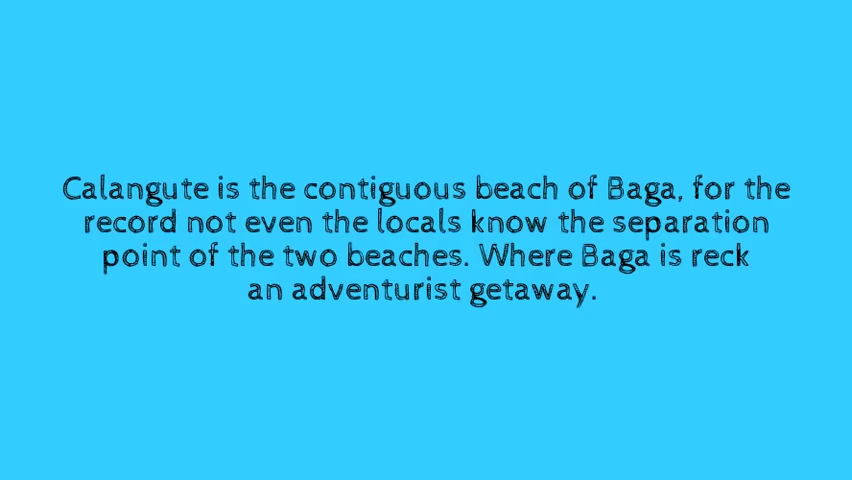 Calangute is the contiguous beach of Baga, for the
record not even the locals know the separation
point of the two beaches. Where Baga is reck
an adventurist getaway.